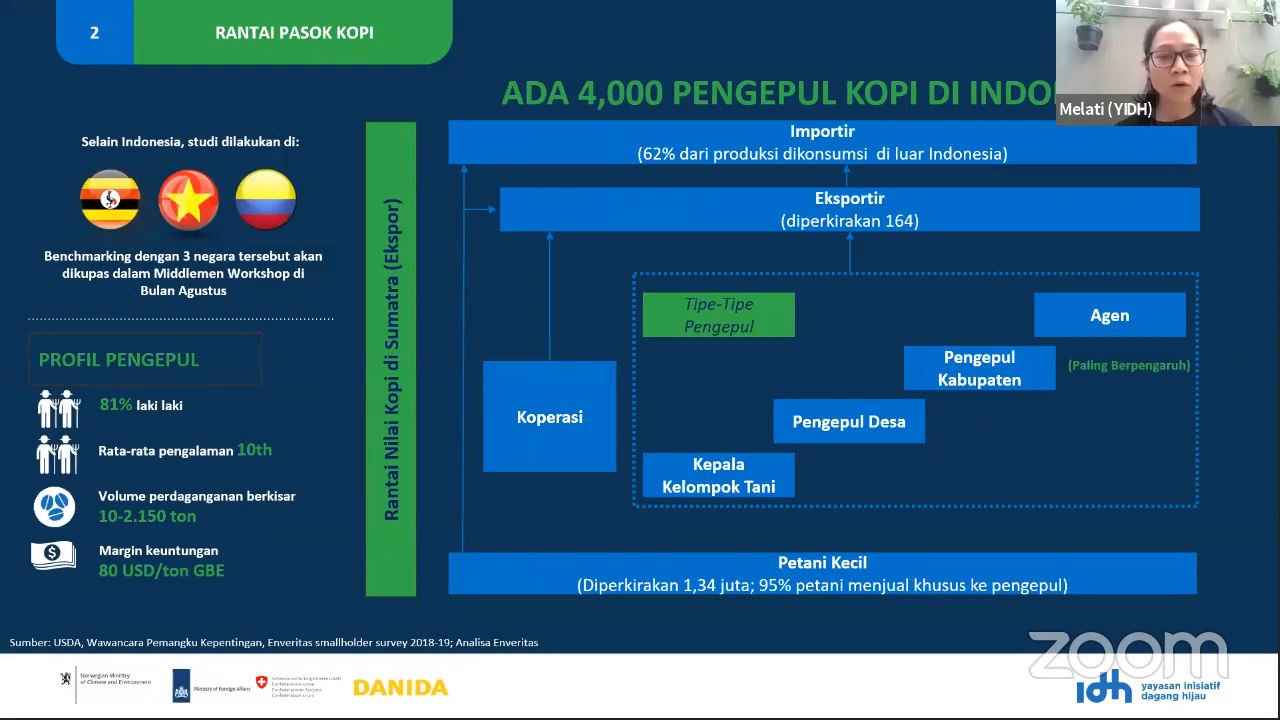 2
RANTAI PASOK KOPI
ADA 4,000 PENGEPUL KOPI DI
Melati (YIDH)
Selain Indonesia, studi dilakukan di:
Benchmarking dengan 3 negara tersebut akan
dikupas dalam Middlemen Workshop di
Bulan Agustus
PROFIL PENGEPUL
81% laki laki
Rata-rata pengalaman 10th
Volume perdaganganan berkisar
10-2.150 ton
Margin keuntungan
80 USD/ton GBE
Rantai Nilai Kopi di Sumatra (Ekspor)
Importir
(62% dari produksi dikonsumsi di luar Indonesia)
Eksportir
(diperkirakan 164)
Tipe-Tipe
Pengepul
Agen
Pengepul
Kabupaten
(Paling Berpengaruh)
Koperasi
Pengepul Desa
Kepala
Kelompok Tani
Petani Kecil
(Diperkirakan 1,34 juta; 95% petani menjual khusus ke pengepul)
Sumber: USDA, Wawancara Pemangku Kepentingan, Enveritas smallholder survey 2018-19; Analisa Enveritas
zoom
Norwegian Ministry
of Climate and Environment
Ministry of Foreign Affairs
DANIDA
idh
yayasan inisiatif
dagang hijau